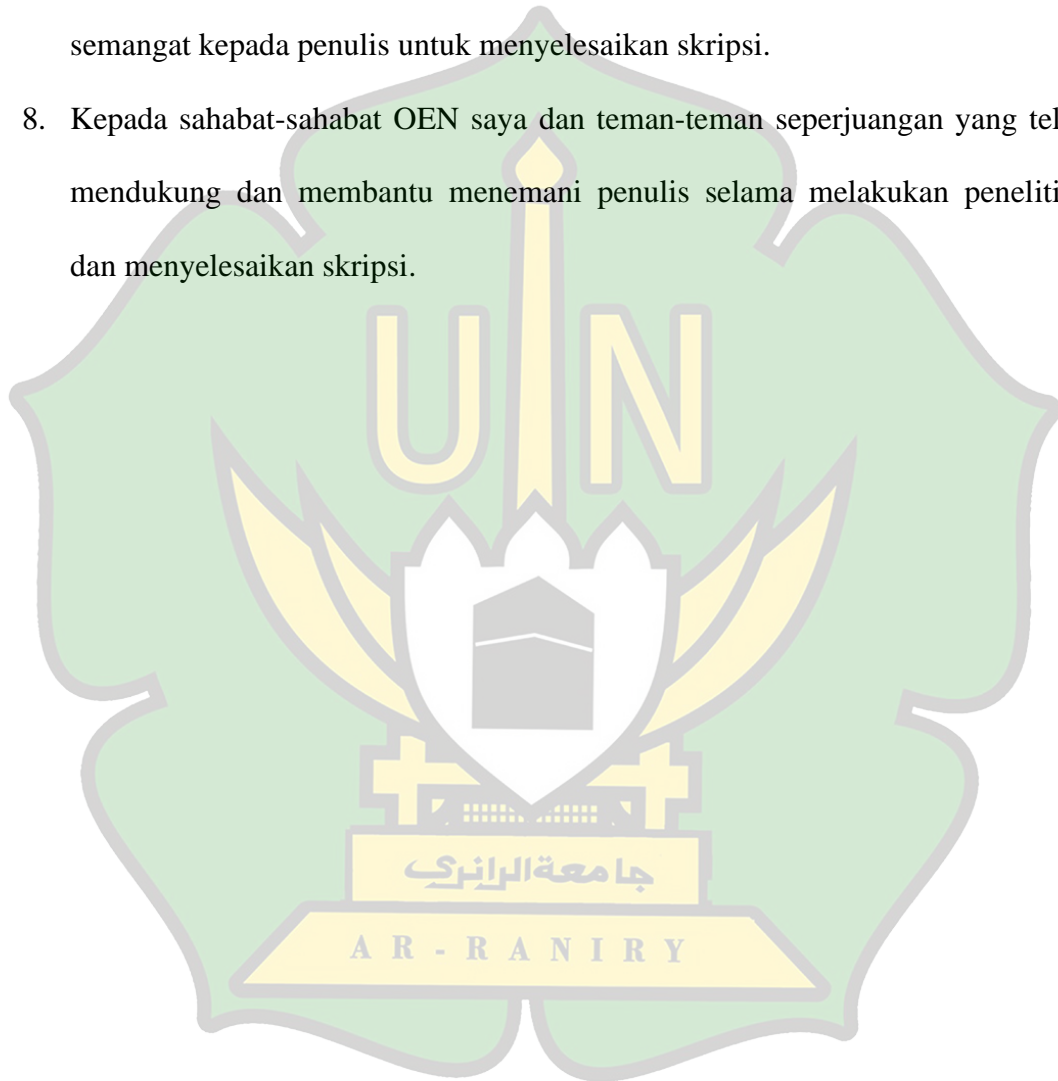 semangat kepada penulis untuk menyelesaikan skripsi.
8. Kepada sahabat-sahabat OEN saya dan teman-teman seperjuangan yang tel
mendukung dan membantu menemani penulis selama melakukan peneliti
dan menyelesaikan skripsi.
UIN
جامعة الرانري
AR-RANIRY